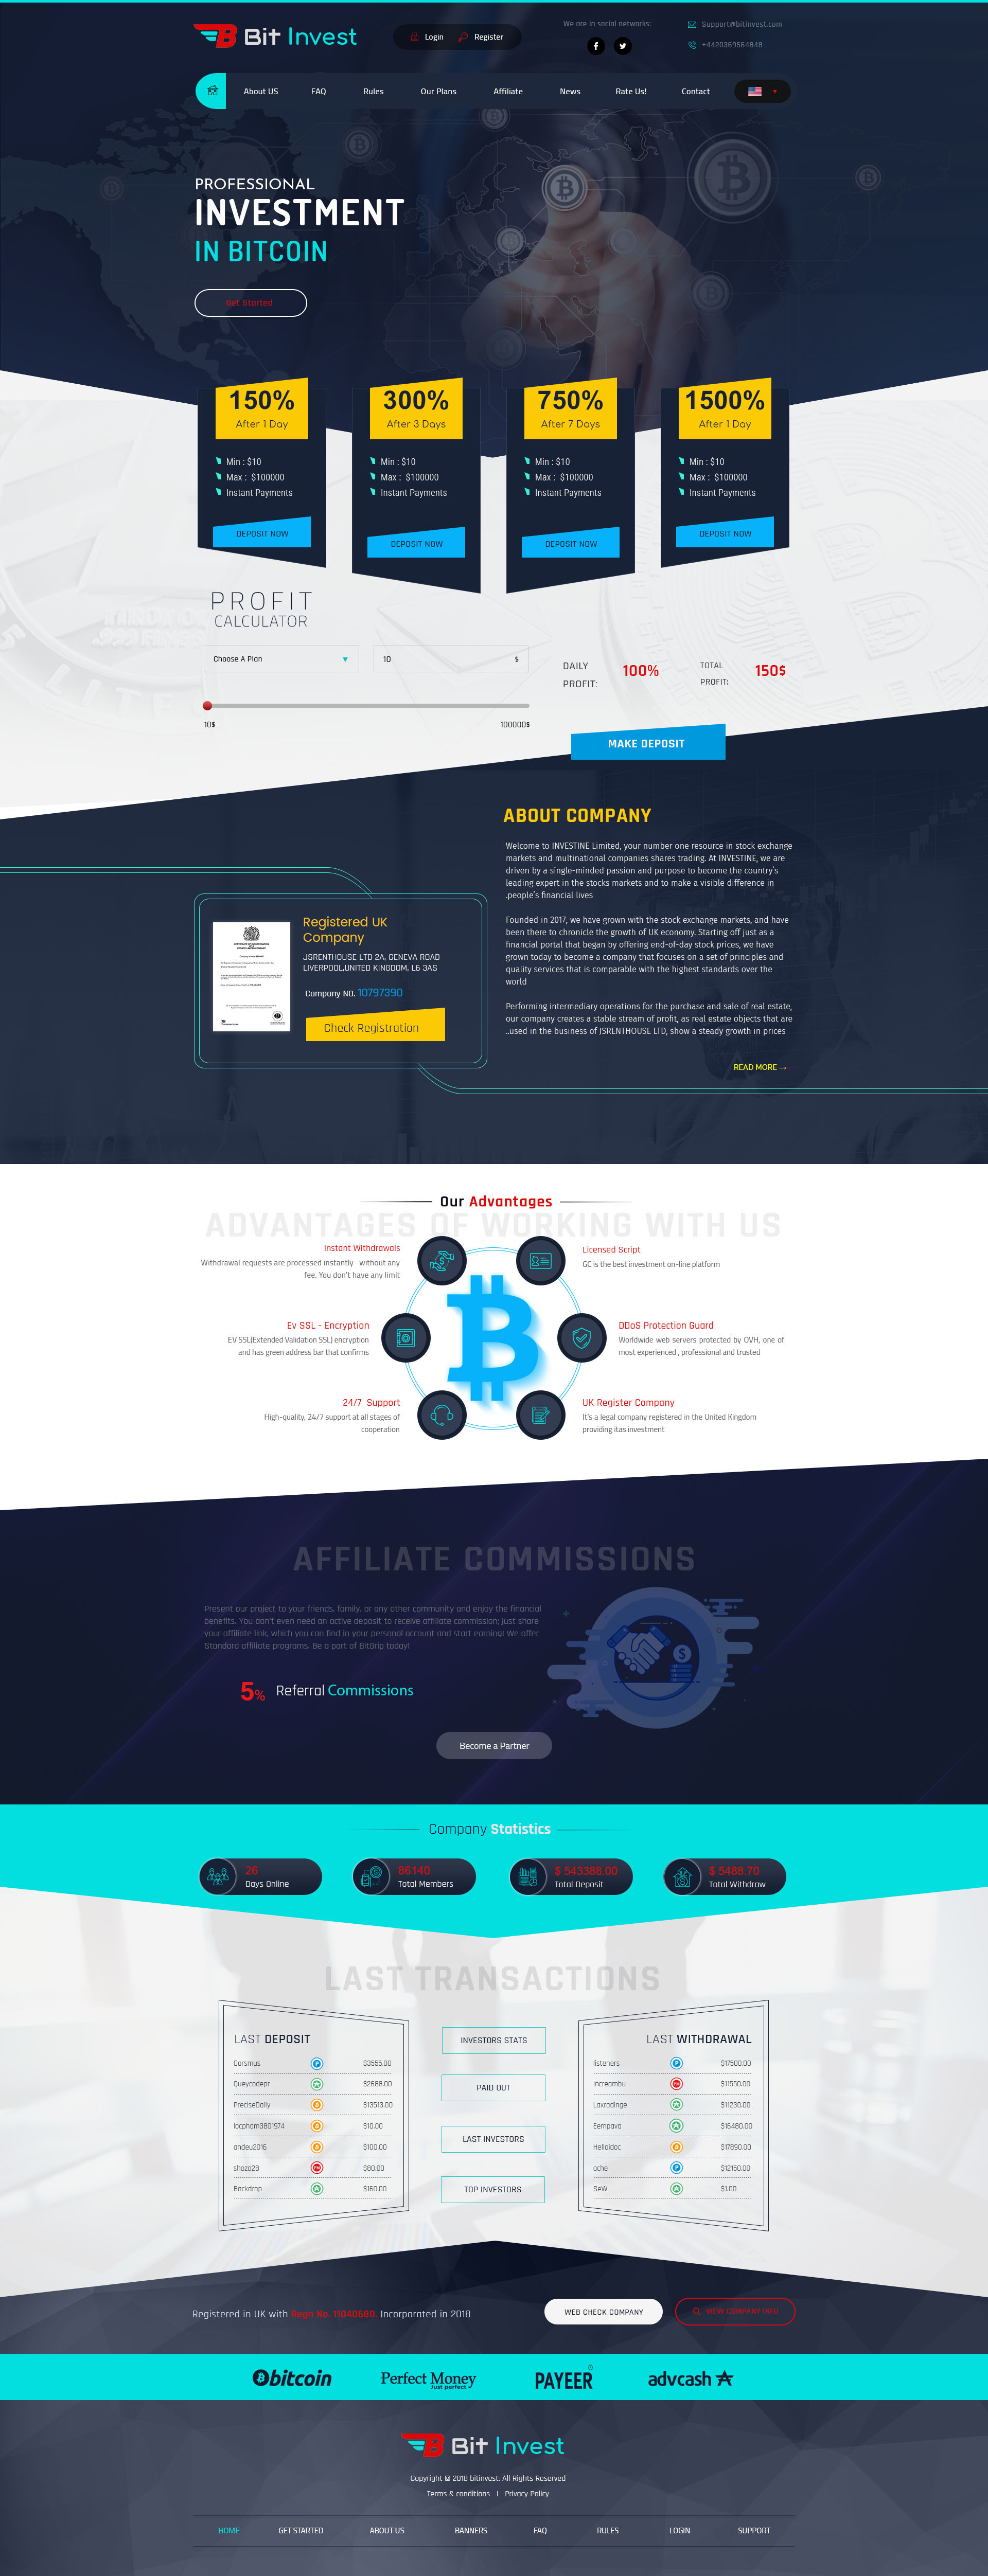 Bit Invest
Login
Register
We are in social networks:
Support@bitinvest.com
+4420369564848
About US
FAQ
Rules
Our Plans
Affiliate
News
Rate Us!
Contact
PROFESSIONAL
INVESTMENT
IN BITCOIN
Get Started
150%
After 1 Day
Min : $10
Max : $100000
Instant Payments
DEPOSIT NOW
300%
After 3 Days
Min : $10
Max : $100000
Instant Payments
DEPOSIT NOW
750%
After 7 Days
Min : $10
Max : $100000
Instant Payments
DEPOSIT NOW
1500%
After 1 Day
Min : $10
Max : $100000
Instant Payments
DEPOSIT NOW
PROFIT
CALCULATOR
Choose A Plan
10 $
10$
100000$
DAILY
PROFIT:
100%
TOTAL
PROFIT:
150$
MAKE DEPOSIT
ABOUT COMPANY
Welcome to INVESTINE Limited, your number one resource in stock exchange
markets and multinational companies shares trading. At INVESTINE, we are
driven by a single-minded passion and purpose to become the country's
leading expert in the stocks markets and to make a visible difference in
.people's financial lives
Founded in 2017, we have grown with the stock exchange markets, and have
been there to chronicle the growth of UK economy. Starting off just as a
financial portal that began by offering end-of-day stock prices, we have
grown today to become a company that focuses on a set of principles and
quality services that is comparable with the highest standards over the
world
Performing intermediary operations for the purchase and sale of real estate,
our company creates a stable stream of profit, as real estate objects that are
..used in the business of JSRENTHOUSE LTD, show a steady growth in prices
READ MORE →
Registered UK
Company
JSRENTHOUSE LTD 2A, GENEVA ROAD
LIVERPOOL,UNITED KINGDOM, L6 3AS
Company NO. 10797390
Check Registration
Our Advantages
ADVANTAGES OF WORKING WITH US
Instant Withdrawals
Withdrawal requests are processed instantly without any
fee. You don't have any limit
Licensed Script
GC is the best investment on-line platform
Ev SSL - Encryption
EV SSL(Extended Validation SSL) encryption
and has green address bar that confirms
DDoS Protection Guard
Worldwide web servers protected by OVH, one of
most experienced , professional and trusted
24/7 Support
High-quality, 24/7 support at all stages of
cooperation
UK Register Company
It's a legal company registered in the United Kingdom
providing itas investment
AFFILIATE COMMISSIONS
Present our project to your friends, family, or any other community and enjoy the financial
benefits. You don't even need an active deposit to receive affiliate commission; just share
your affiliate link, which you can find in your personal account and start earning! We offer
Standard affiliate programs. Be a part of BitGrip today!
5% Referral Commissions
Become a Partner
Company Statistics
26
Days Online
86140
Total Members
$ 543388.00
Total Deposit
$ 5488.70
Total Withdraw
LAST TRANSACTIONS
LAST DEPOSIT
Oarsmus $3555.00
Queycodepr $2688.00
PreciseDaily $13513.00
locpham3801974 $10.00
andeu2016 $100.00
shozo28 $80.00
Backdrop $160.00
INVESTORS STATS
PAID OUT
LAST INVESTORS
TOP INVESTORS
LAST WITHDRAWAL
listeners $17500.00
Increambu $11550.00
Laxradinge $11230.00
Eempava $16480.00
Helloidoc $17890.00
ache $12150.00
SeW $1.00
Registered in UK with Regn No. 11040680. Incorporated in 2018
WEB CHECK COMPANY
VIEW COMPANY INFO
bitcoin
Perfect Money
Just perfect
PAYEER®
advcash
Bit Invest
Copyright © 2018 bitinvest. All Rights Reserved
Terms & conditions | Privacy Policy
HOME
GET STARTED
ABOUT US
BANNERS
FAQ
RULES
LOGIN
SUPPORT